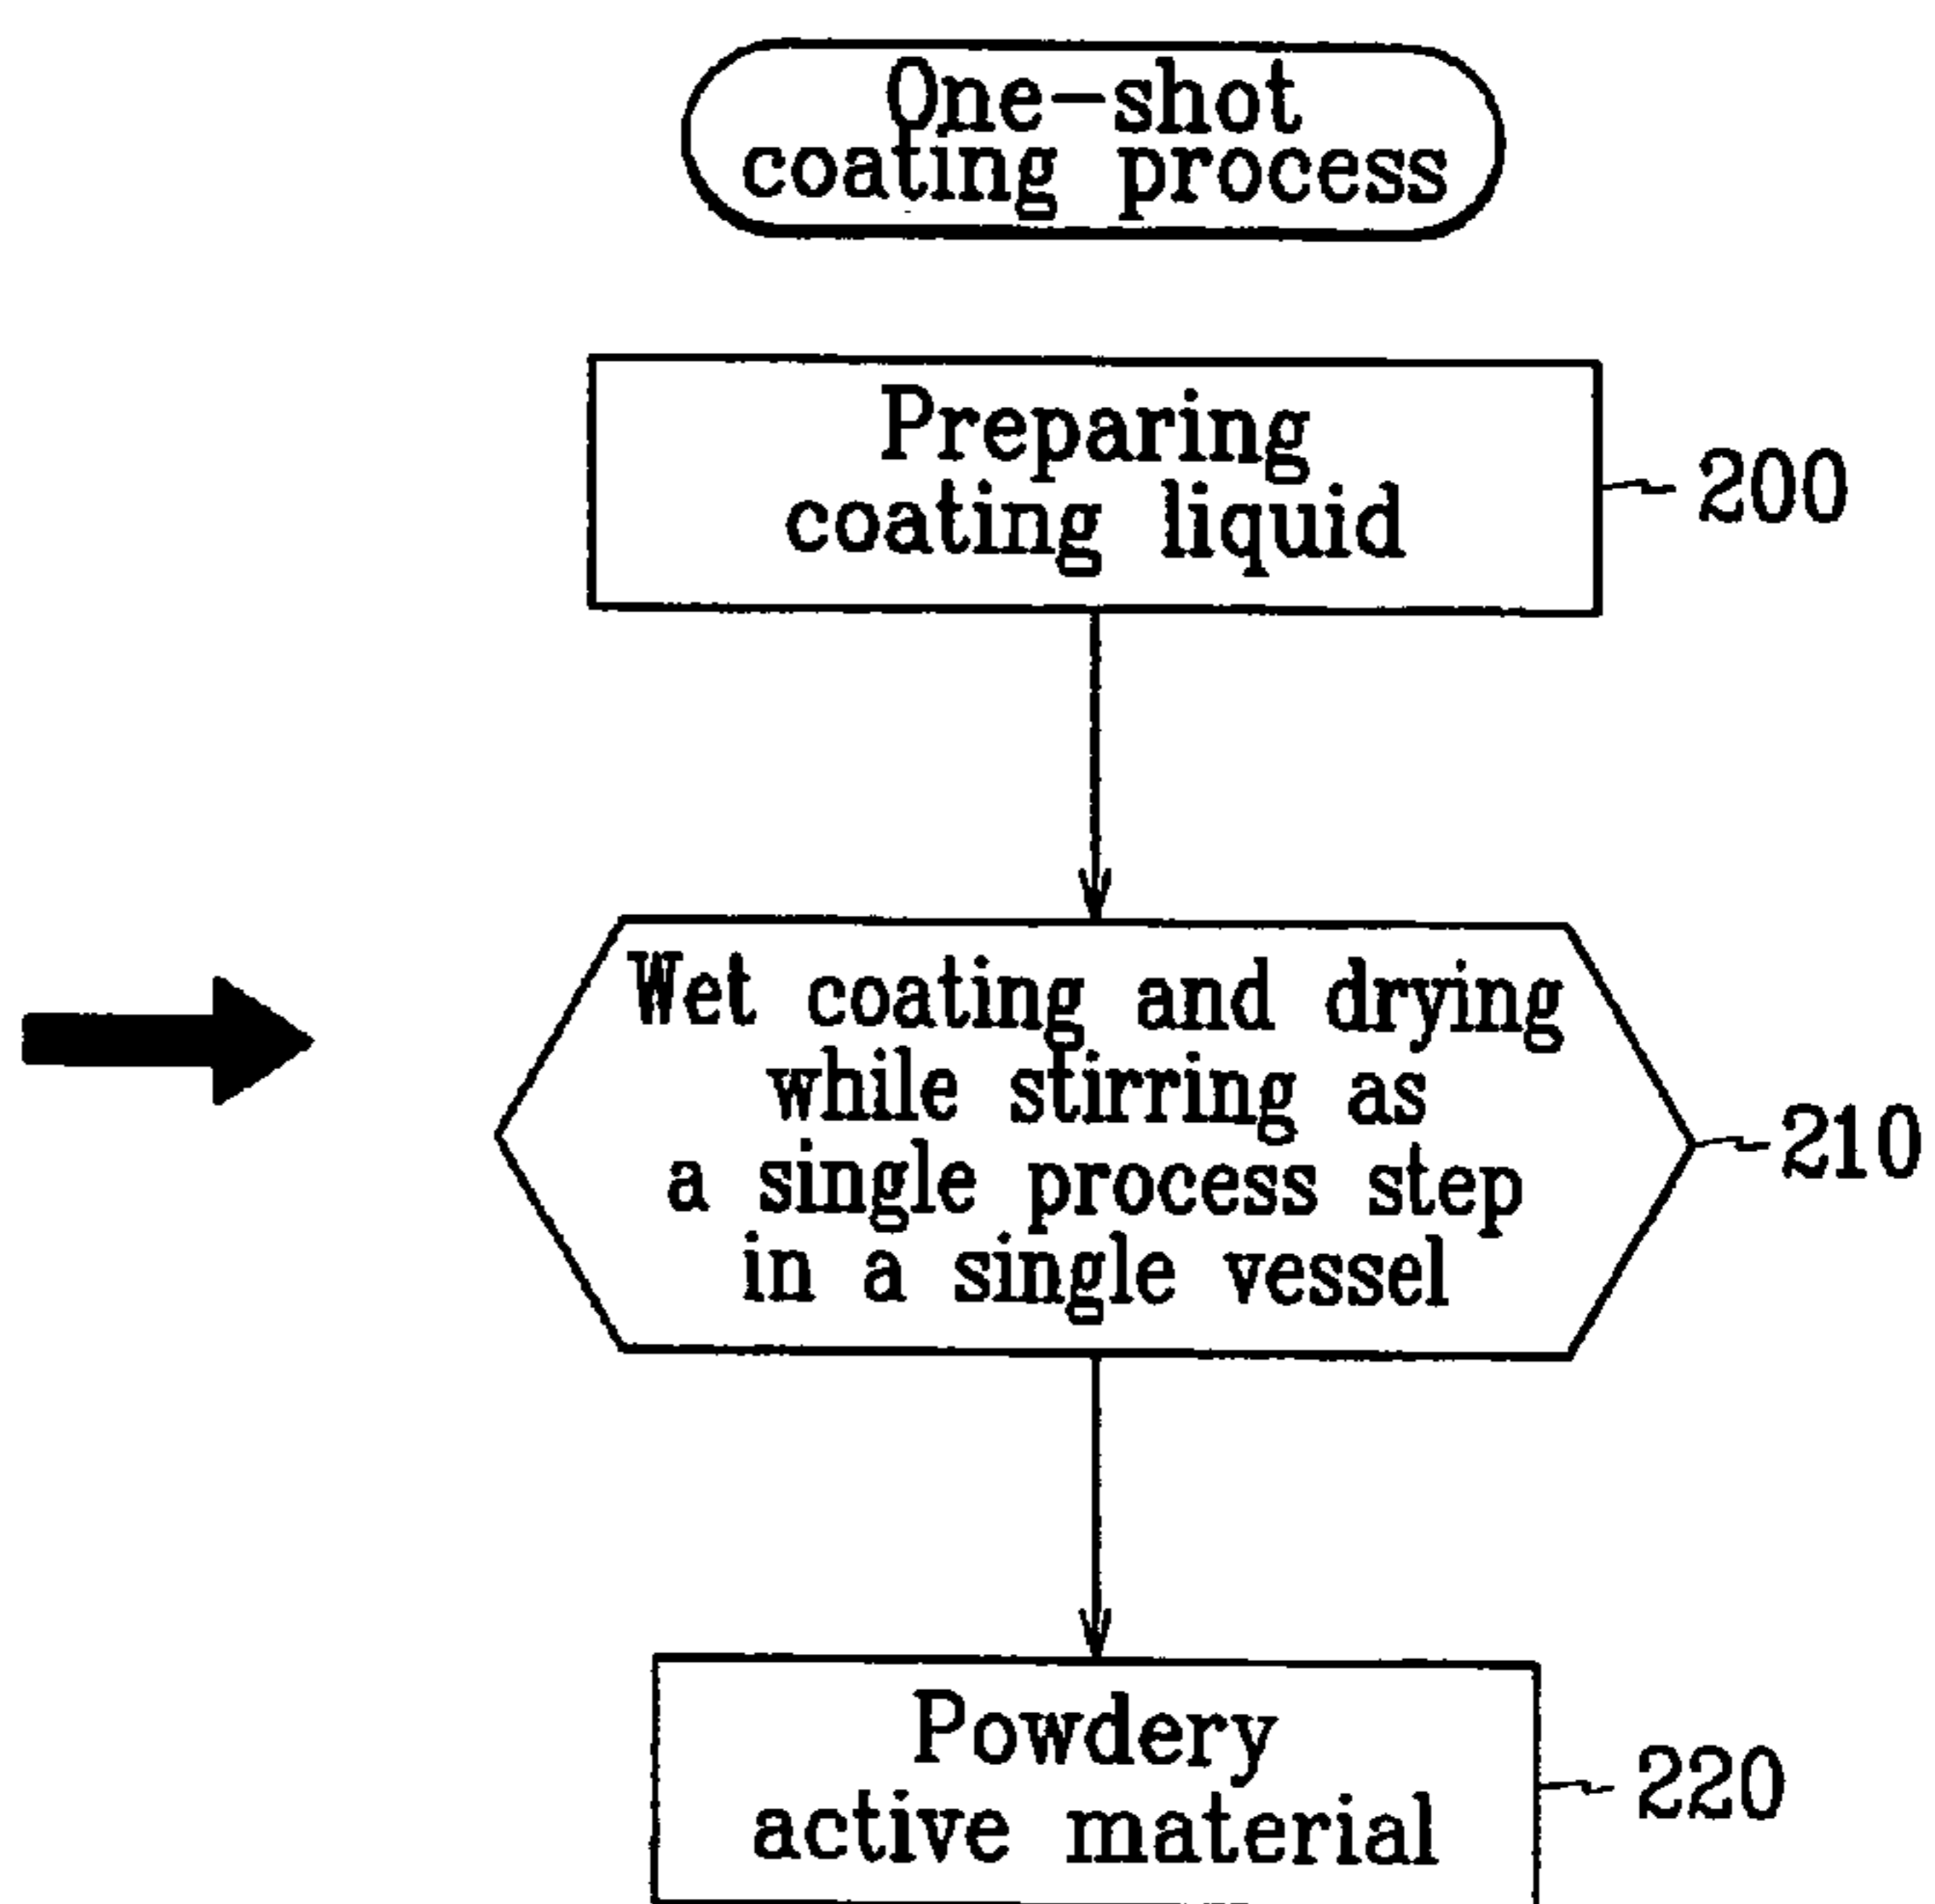 One-shot
coating process
Preparing
coating liquid
200
Wet coating and drying
while stirring as
a single process step
in a single vessel
210
Powdery
active material
220